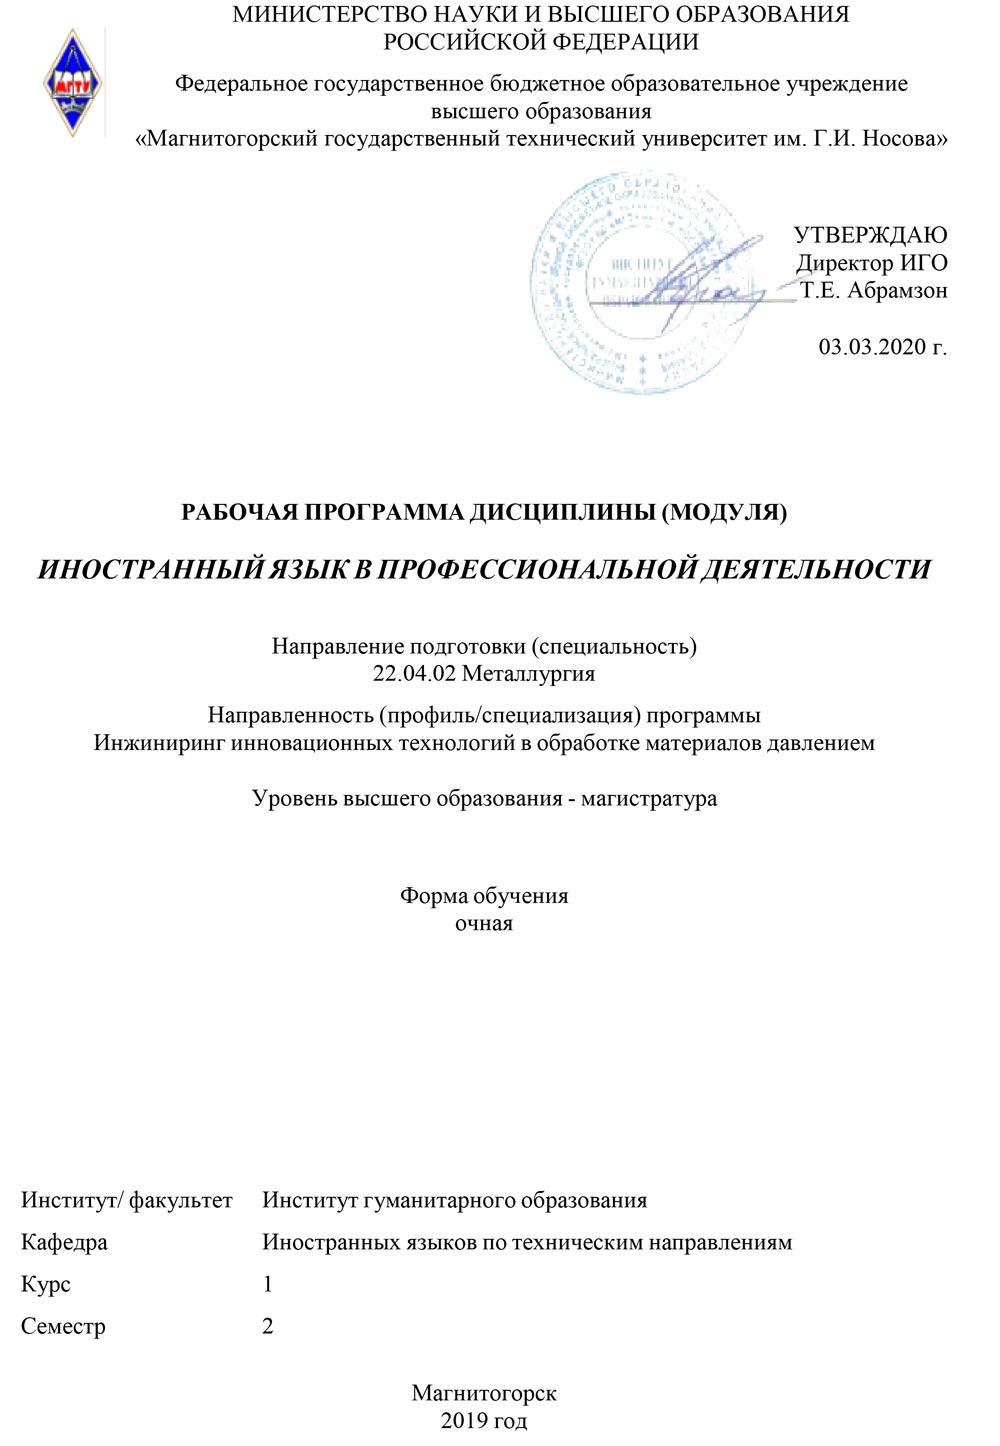 МИНИСТЕРСТВО НАУКИ И ВЫСШЕГО ОБРАЗОВАНИЯ
РОССИЙСКОЙ ФЕДЕРАЦИИ
Федеральное государственное бюджетное образовательное учреждение
высшего образования
«Магнитогорский государственный технический университет им. Г.И. Носова»
МГТУ
УТВЕРЖДАЮ
Директор ИГО
Т.Е. Абрамзон
03.03.2020 г.
ИНСТИТУТ
РАБОЧАЯ ПРОГРАММА ДИСЦИПЛИНЫ (МОДУЛЯ)
ИНОСТРАННЫЙ ЯЗЫК В ПРОФЕССИОНАЛЬНОЙ ДЕЯТЕЛЬНОСТИ
Направление подготовки (специальность)
22.04.02 Металлургия
Направленность (профиль/специализация) программы
Инжиниринг инновационных технологий в обработке материалов давлением
Уровень высшего образования - магистратура
Форма обучения
очная
Институт/ факультет Институт гуманитарного образования
Кафедра Иностранных языков по техническим направлениям
Курс 1
Семестр 2
Магнитогорск
2019 год